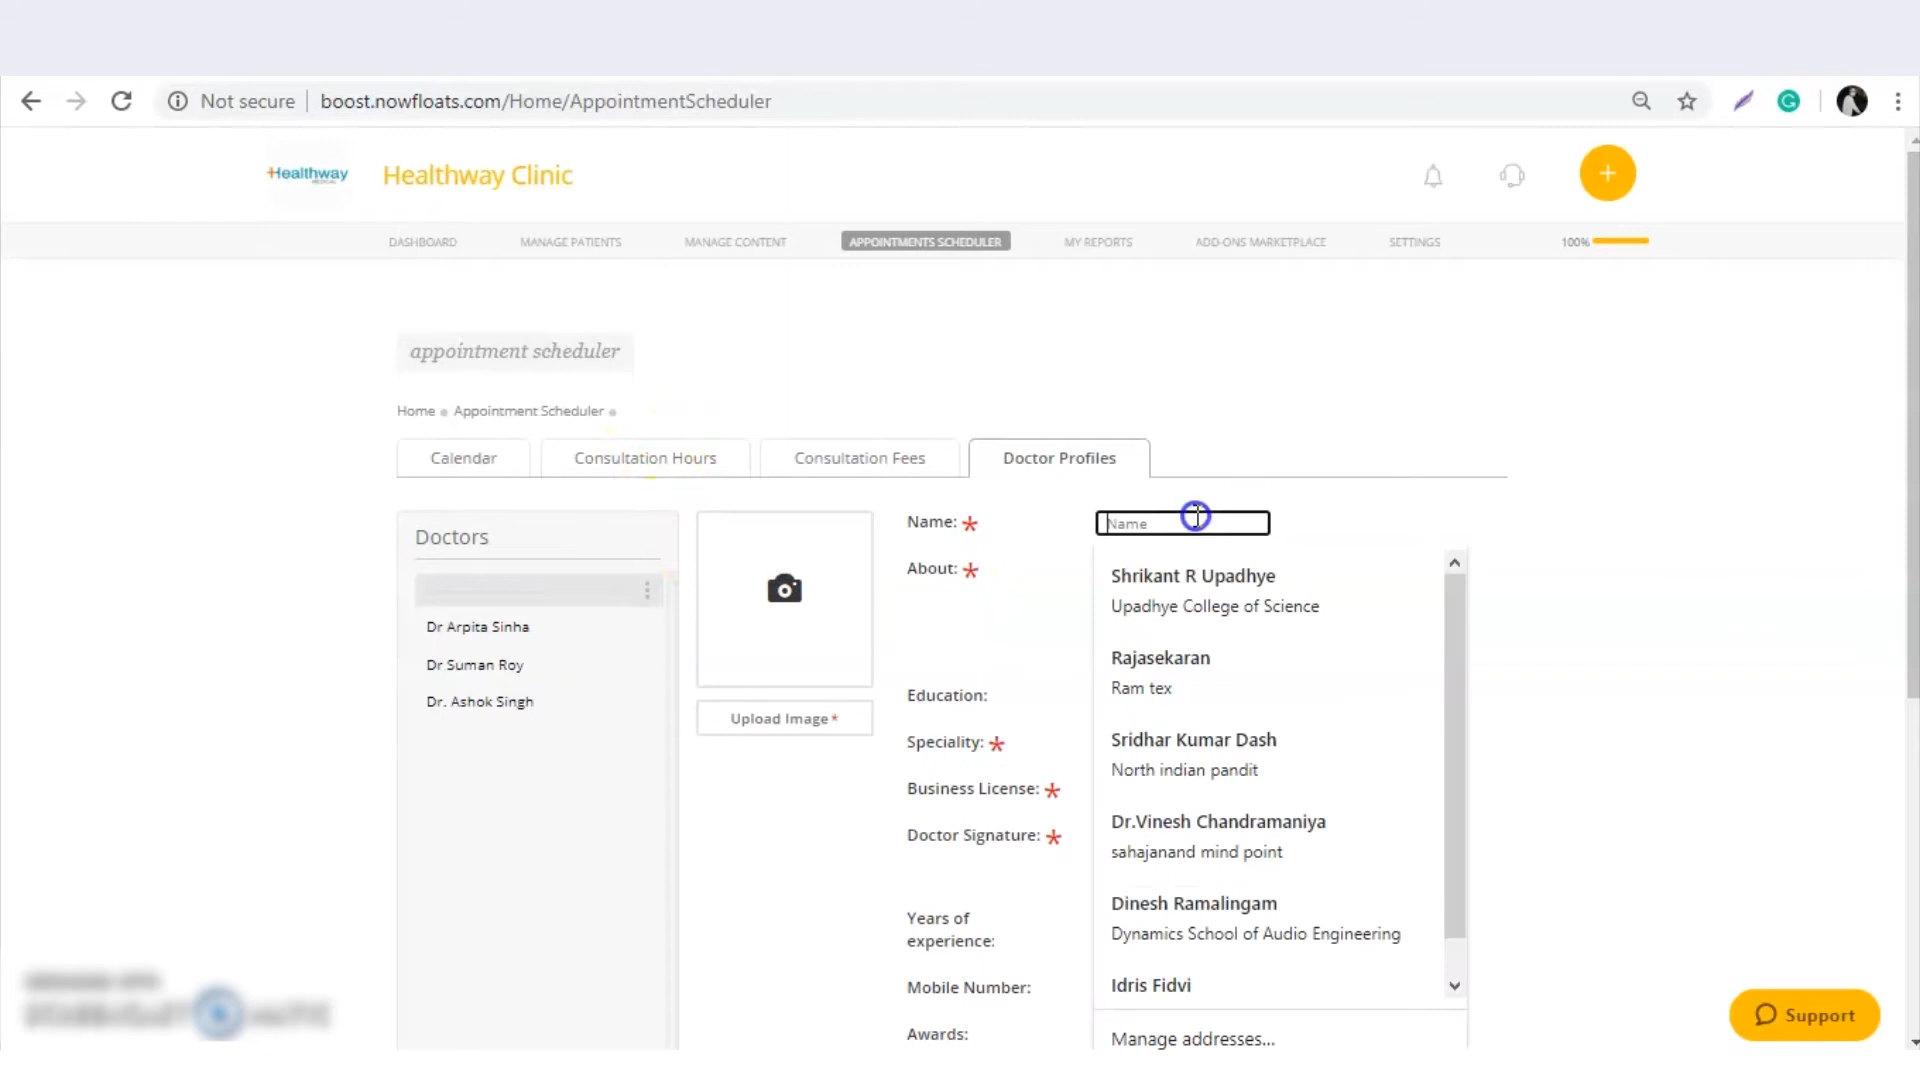 Not secure
boost.nowfloats.com/Home/AppointmentScheduler
Healthway
MEDICAL
Healthway Clinic
DASHBOARD
MANAGE PATIENTS
MANAGE CONTENT
APPOINTMENTS SCHEDULER
MY REPORTS
ADD-ONS MARKETPLACE
SETTINGS
100%
appointment scheduler
Home
Appointment Scheduler
Calendar
Consultation Hours
Consultation Fees
Doctor Profiles
Doctors
Dr Arpita Sinha
Dr Suman Roy
Dr. Ashok Singh
Upload Image*
Name: *
Name
About: *
Education:
Speciality: *
Business License: *
Doctor Signature: *
Years of
experience:
Mobile Number:
Awards:
Shrikant R Upadhye
Upadhye College of Science
Rajasekaran
Ram tex
Sridhar Kumar Dash
North indian pandit
Dr.Vinesh Chandramaniya
sahajanand mind point
Dinesh Ramalingam
Dynamics School of Audio Engineering
Idris Fidvi
Manage addresses...
Support